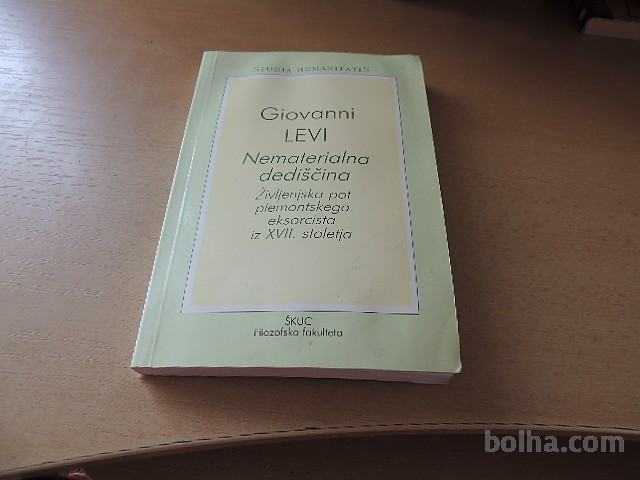 STUDIA HUMANITATIS
Giovanni
LEVI
Nematerialna
dediščina
Življenjska pot
piemontskega
eksorcista
iz XVII. stoletja
ŠKUC
Filozofska fakulteta
bolha.com